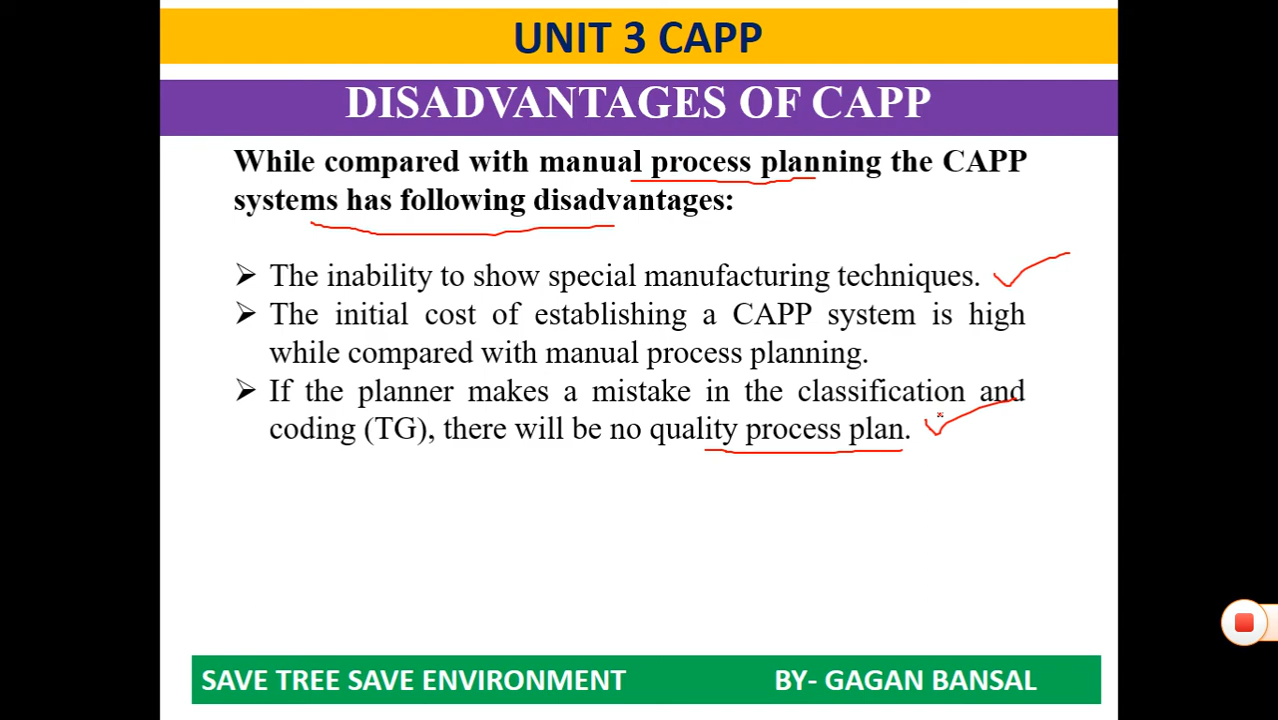 UNIT 3 CAPP
DISADVANTAGES OF CAPP
While compared with manual process planning the CAPP
systems has following disadvantages:
➢ The inability to show special manufacturing techniques.
➢ The initial cost of establishing a CAPP system is high
while compared with manual process planning.
➢ If the planner makes a mistake in the classification and
coding (TG), there will be no quality process plan.
SAVE TREE SAVE ENVIRONMENT BY- GAGAN BANSAL